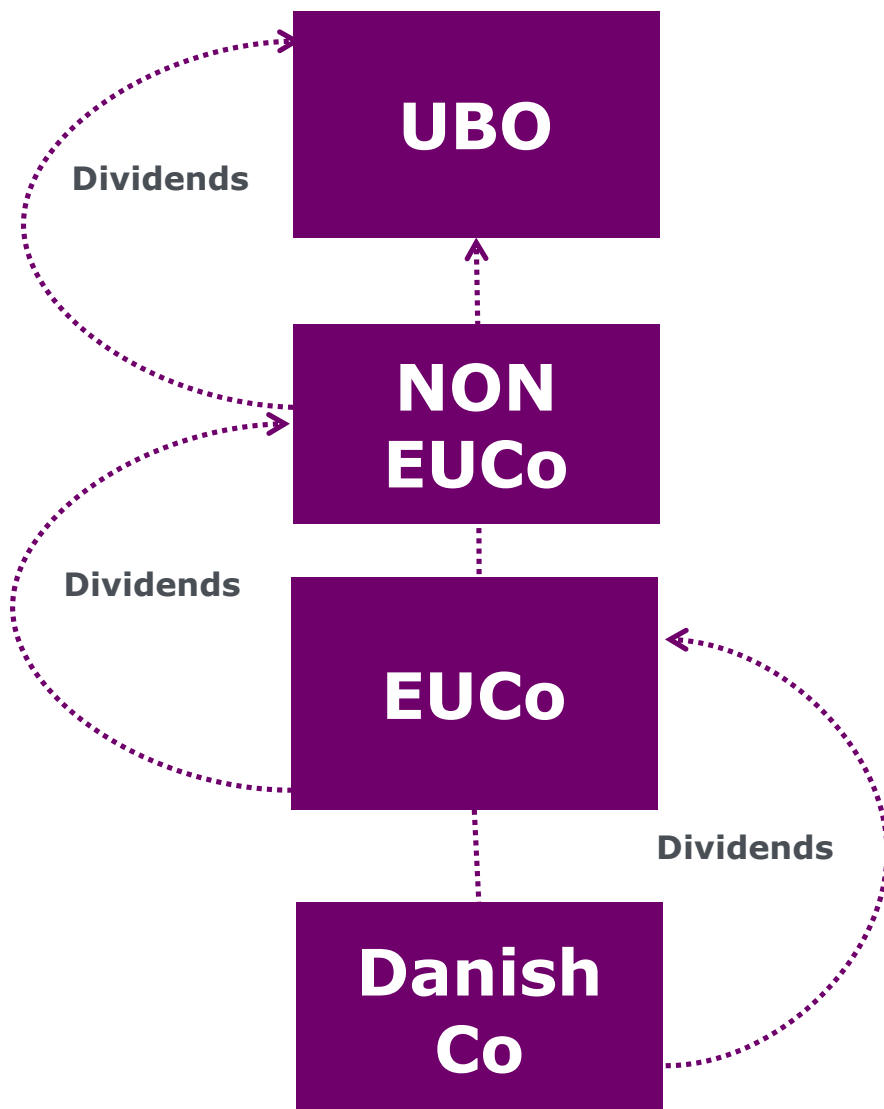 UBO
Dividends
NON
EUCo
Dividends
EUCo
Dividends
Danish
Co